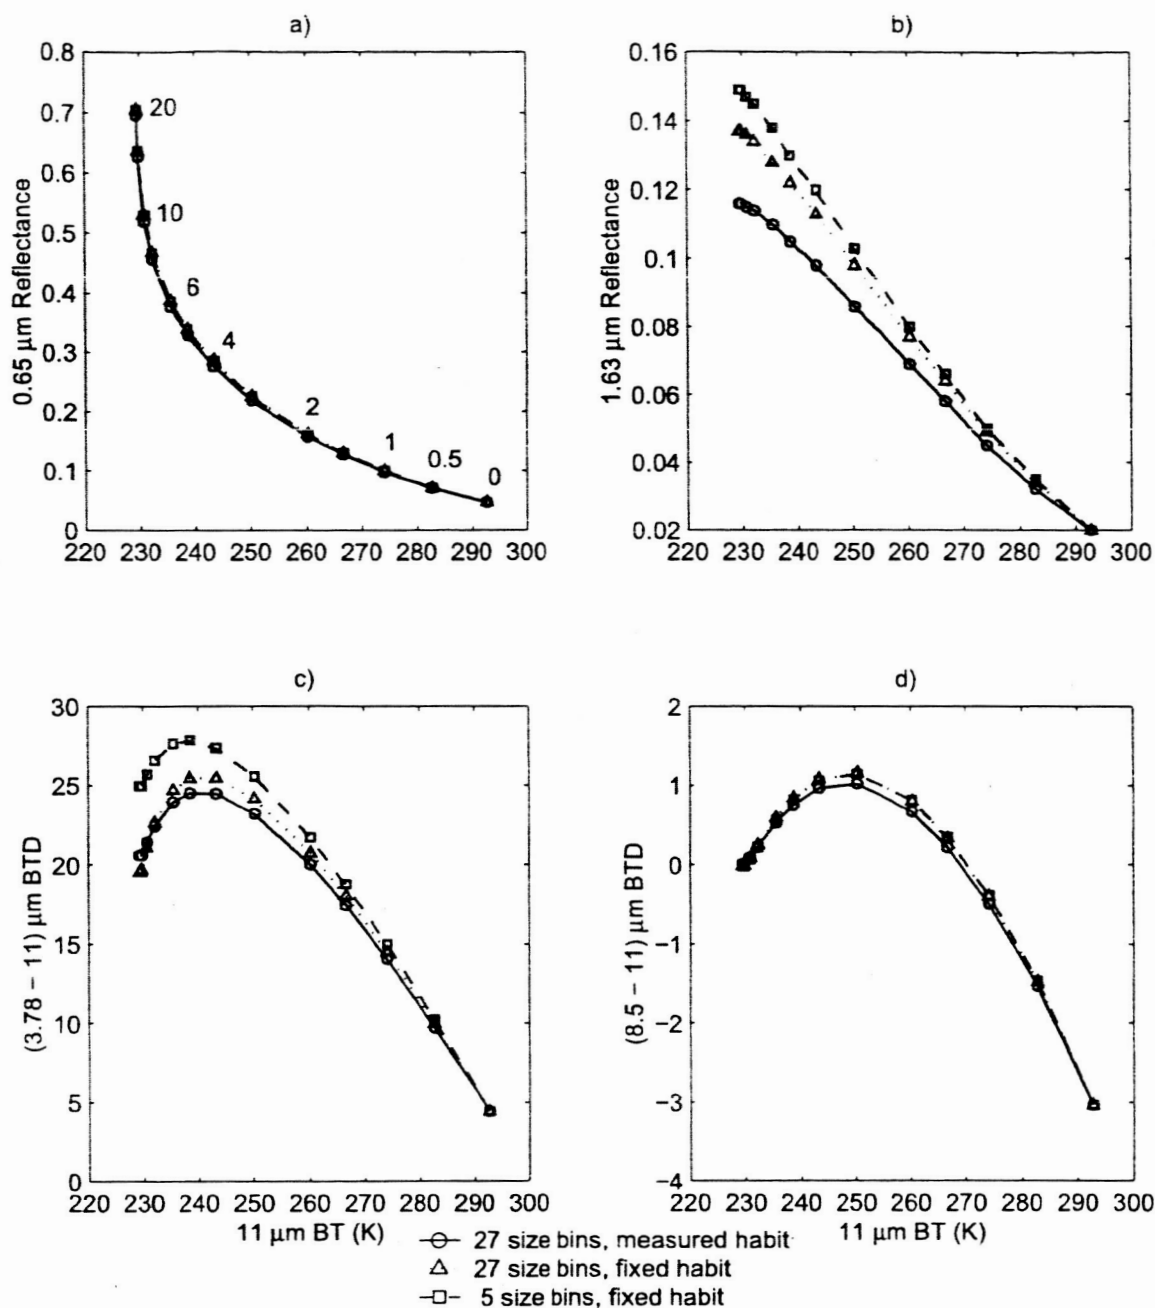 a)
0.65 μm Reflectance
0.8
0.7
0.6
0.5
0.4
0.3
0.2
0.1
0
20
10
6
4
2
1
0.5
0
220 230 240 250 260 270 280 290 300
b)
1.63 μm Reflectance
0.16
0.14
0.12
0.1
0.08
0.06
0.04
0.02
220 230 240 250 260 270 280 290 300
c)
(3.78 − 11) μm BTD
30
25
20
15
10
5
0
220 230 240 250 260 270 280 290 300
11 μm BT (K)
d)
(8.5 − 11) μm BTD
2
1
0
−1
−2
−3
−4
220 230 240 250 260 270 280 290 300
11 μm BT (K)
27 size bins, measured habit
27 size bins, fixed habit
5 size bins, fixed habit